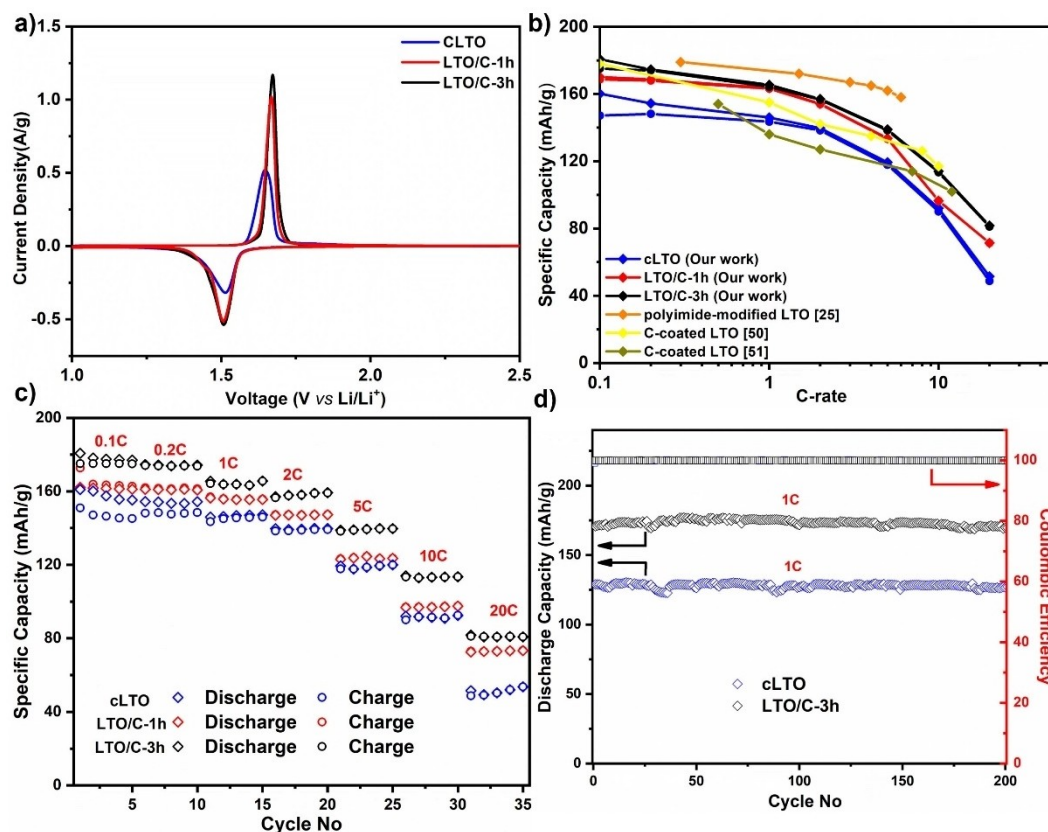 a)
CLTO
LTO/C-1h
LTO/C-3h
1.0
0.5
0.0
-0.5
1.0
1.5
2.0
2.5
Current Density(A/g)
Voltage (V vs Li/Li+)
b)
200
160
120
80
40
0
0.1
1
10
Specific Capacity (mAh/g)
C-rate
cLTO (Our work)
LTO/C-1h (Our work)
LTO/C-3h (Our work)
polyimide-modified LTO [25]
C-coated LTO [50]
C-coated LTO [51]
c)
200
160
120
80
40
0
5
10
15
20
25
30
35
Specific Capacity (mAh/g)
Cycle No
0.1C
0.2C
1C
2C
5C
10C
20C
cLTO Discharge Charge
LTO/C-1h Discharge Charge
LTO/C-3h Discharge Charge
d)
200
150
100
50
0
0
50
100
150
200
100
80
60
40
20
0
Discharge Capacity (mAh/g)
Cycle No
Coulombic Efficiency
1C
1C
cLTO
LTO/C-3h